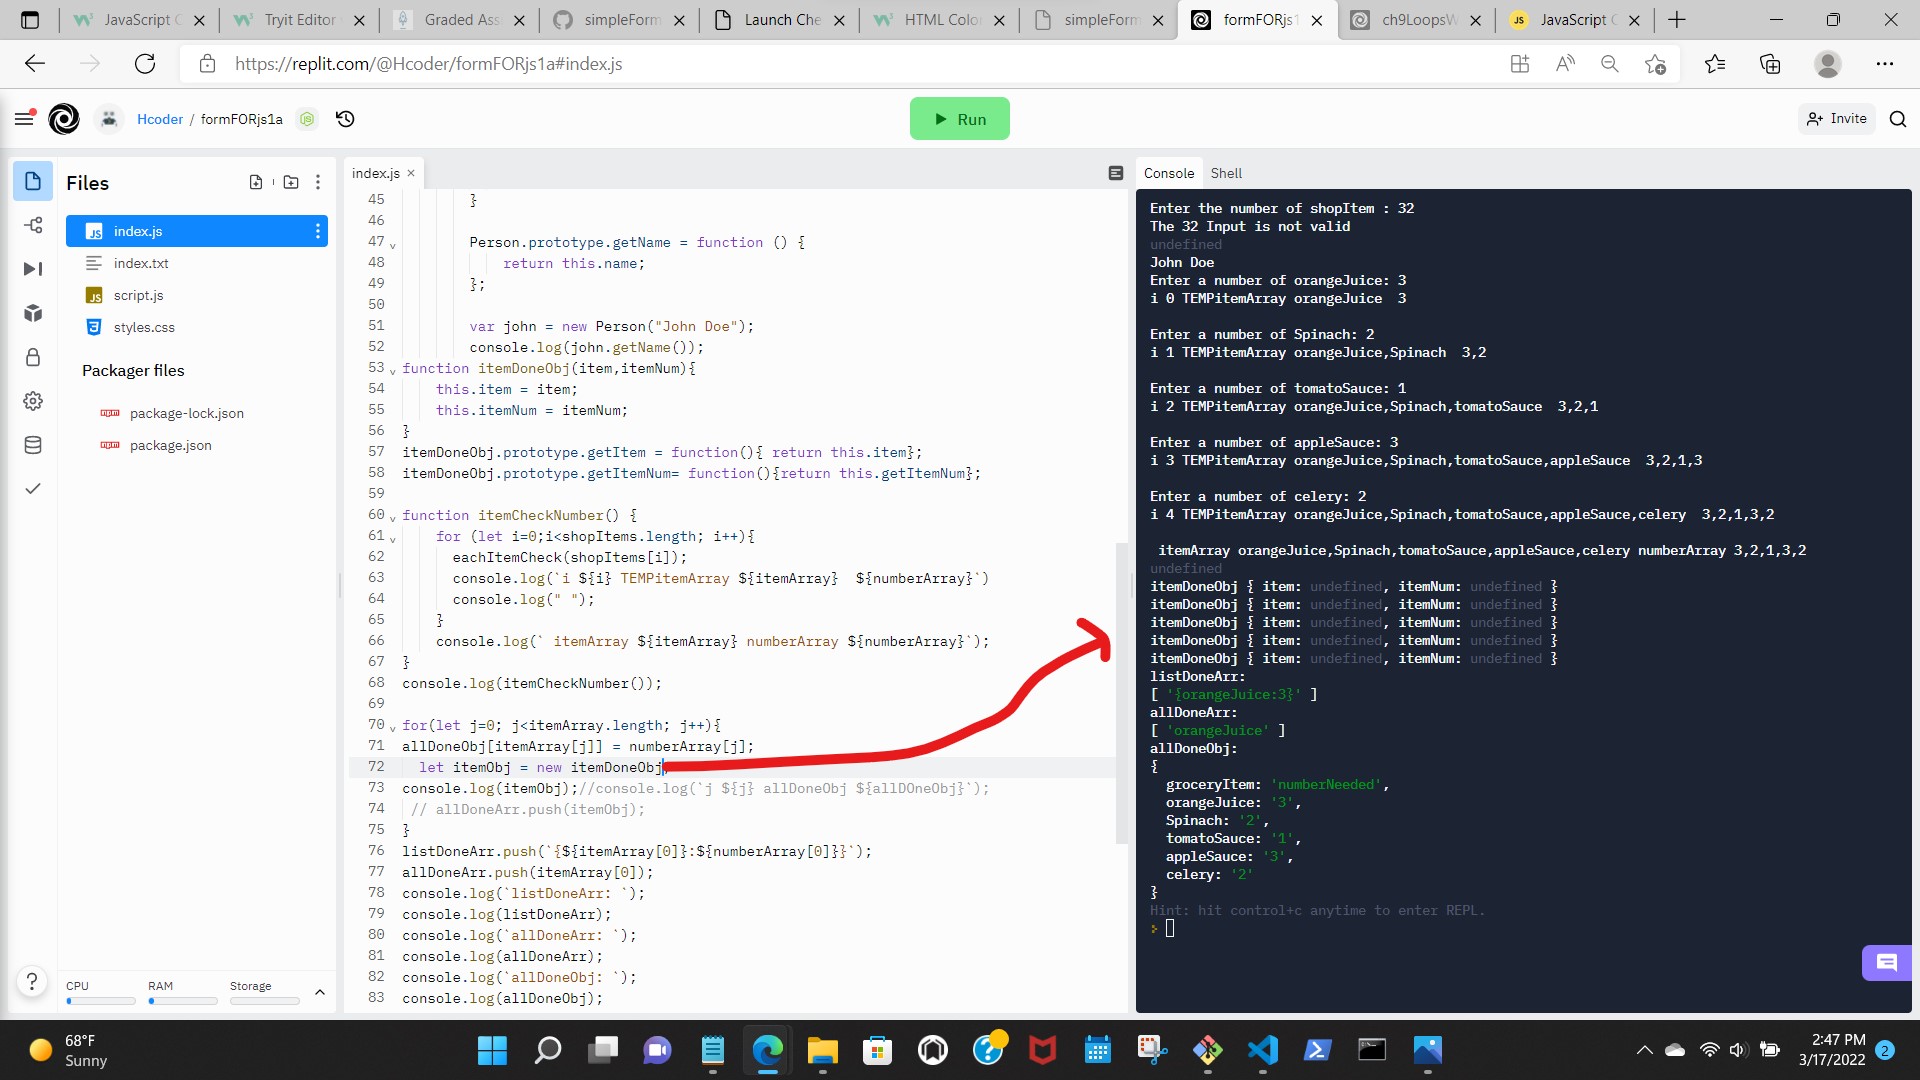 JavaScript C
Tryit Editor
Graded Ass
simpleForm
Launch Che
HTML Color
simpleForm
formFORjs1
ch9LoopsW
JavaScript C
https://replit.com/@Hcoder/formFORjs1a#index.js
Hcoder / formFORjs1a
Run
Invite
Files
index.js
index.txt
script.js
styles.css
Packager files
package-lock.json
package.json
CPU
RAM
Storage
index.js
45 }
46
47 Person.prototype.getName = function () {
48 return this.name;
49 };
50
51 var john = new Person("John Doe");
52 console.log(john.getName());
53 function itemDoneObj(item,itemNum){
54 this.item = item;
55 this.itemNum = itemNum;
56 }
57 itemDoneObj.prototype.getItem = function(){ return this.item};
58 itemDoneObj.prototype.getItemNum= function(){return this.getItemNum};
59
60 function itemCheckNumber() {
61 for (let i=0;i<shopItems.length; i++){
62 eachItemCheck(shopItems[i]);
63 console.log(`i ${i} TEMPitemArray ${itemArray}  ${numberArray}`)
64 console.log(" ");
65 }
66 console.log(` itemArray ${itemArray} numberArray ${numberArray}`);
67 }
68 console.log(itemCheckNumber());
69
70 for(let j=0; j<itemArray.length; j++){
71 allDoneObj[itemArray[j]] = numberArray[j];
72 let itemObj = new itemDoneObj
73 console.log(itemObj);//console.log(`j ${j} allDoneObj ${allDOneObj}`);
74 // allDoneArr.push(itemObj);
75 }
76 listDoneArr.push(`{${itemArray[0]}:${numberArray[0]}}`);
77 allDoneArr.push(itemArray[0]);
78 console.log(`listDoneArr: `);
79 console.log(listDoneArr);
80 console.log(`allDoneArr: `);
81 console.log(allDoneArr);
82 console.log(`allDoneObj: `);
83 console.log(allDoneObj);
Console Shell
Enter the number of shopItem : 32
The 32 Input is not valid
undefined
John Doe
Enter a number of orangeJuice: 3
i 0 TEMPitemArray orangeJuice  3
Enter a number of Spinach: 2
i 1 TEMPitemArray orangeJuice,Spinach  3,2
Enter a number of tomatoSauce: 1
i 2 TEMPitemArray orangeJuice,Spinach,tomatoSauce  3,2,1
Enter a number of appleSauce: 3
i 3 TEMPitemArray orangeJuice,Spinach,tomatoSauce,appleSauce  3,2,1,3
Enter a number of celery: 2
i 4 TEMPitemArray orangeJuice,Spinach,tomatoSauce,appleSauce,celery  3,2,1,3,2
itemArray orangeJuice,Spinach,tomatoSauce,appleSauce,celery numberArray 3,2,1,3,2
undefined
itemDoneObj { item: undefined, itemNum: undefined }
itemDoneObj { item: undefined, itemNum: undefined }
itemDoneObj { item: undefined, itemNum: undefined }
itemDoneObj { item: undefined, itemNum: undefined }
itemDoneObj { item: undefined, itemNum: undefined }
listDoneArr:
[ '{orangeJuice:3}' ]
allDoneArr:
[ 'orangeJuice' ]
allDoneObj:
{
groceryItem: 'numberNeeded',
orangeJuice: '3',
Spinach: '2',
tomatoSauce: '1',
appleSauce: '3',
celery: '2'
}
Hint: hit control+c anytime to enter REPL.
68°F
Sunny
2:47 PM
3/17/2022
2